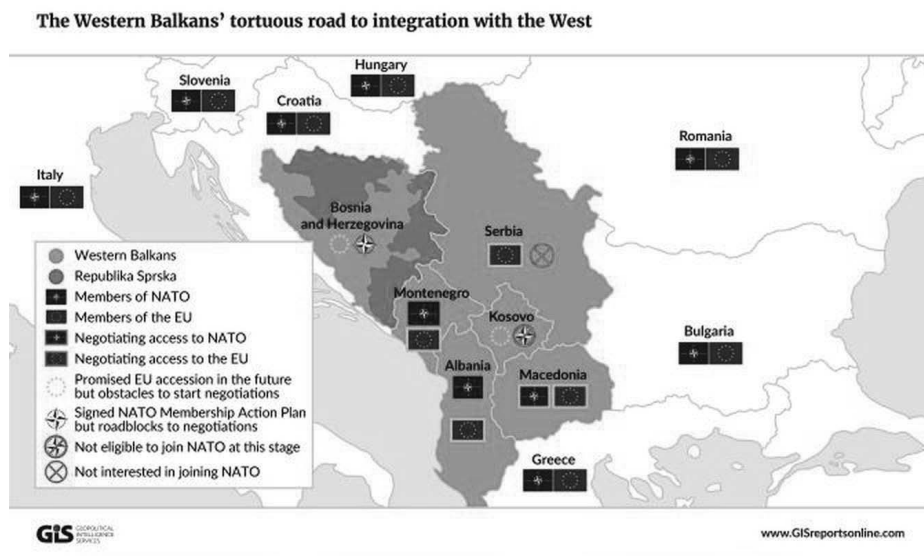 The Western Balkans' tortuous road to integration with the West
Hungary
Slovenia
Croatia
Romania
Italy
Bosnia
and Herzegovina
Serbia
Western Balkans
Republika Srpska
Members of NATO
Members of the EU
Negotiating access to NATO
Negotiating access to the EU
Promised EU accession in the future
but obstacles to start negotiations
Signed NATO Membership Action Plan
but roadblocks to negotiations
Not eligible to join NATO at this stage
Not interested in joining NATO
Montenegro
Kosovo
Bulgaria
Albania
Macedonia
Greece
GIS
GEOPOLITICAL
INTELLIGENCE
SERVICES
www.GISreportsonline.com